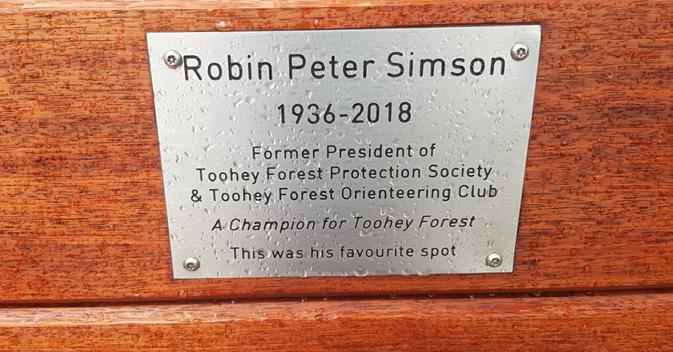 Robin Peter Simson
1936-2018
Former President of
Toohey Forest Protection Society
& Toohey Forest Orienteering Club
A Champion for Toohey Forest
This was his favourite spot